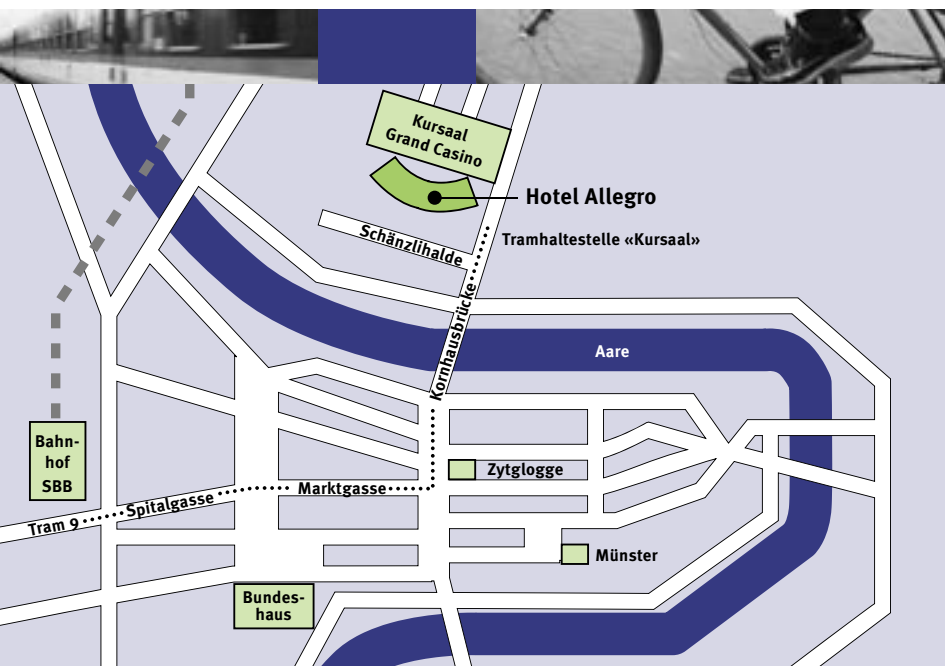 Kursaal
Grand Casino
Hotel Allegro
Tramhaltestelle «Kursaal»
Schänzlihalde
Kornhausbrücke
Aare
Bahn-
hof
SBB
Zytglogge
Marktgasse
Spitalgasse
Tram 9
Münster
Bundes-
haus